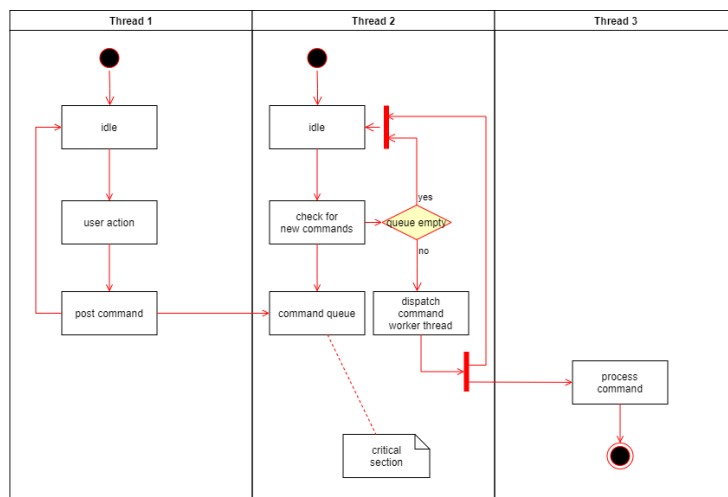 Thread 1
Thread 2
Thread 3
idle
idle
yes
user action
check for
new commands
queue empty
no
post command
command queue
dispatch
command
worker thread
process
command
critical
section